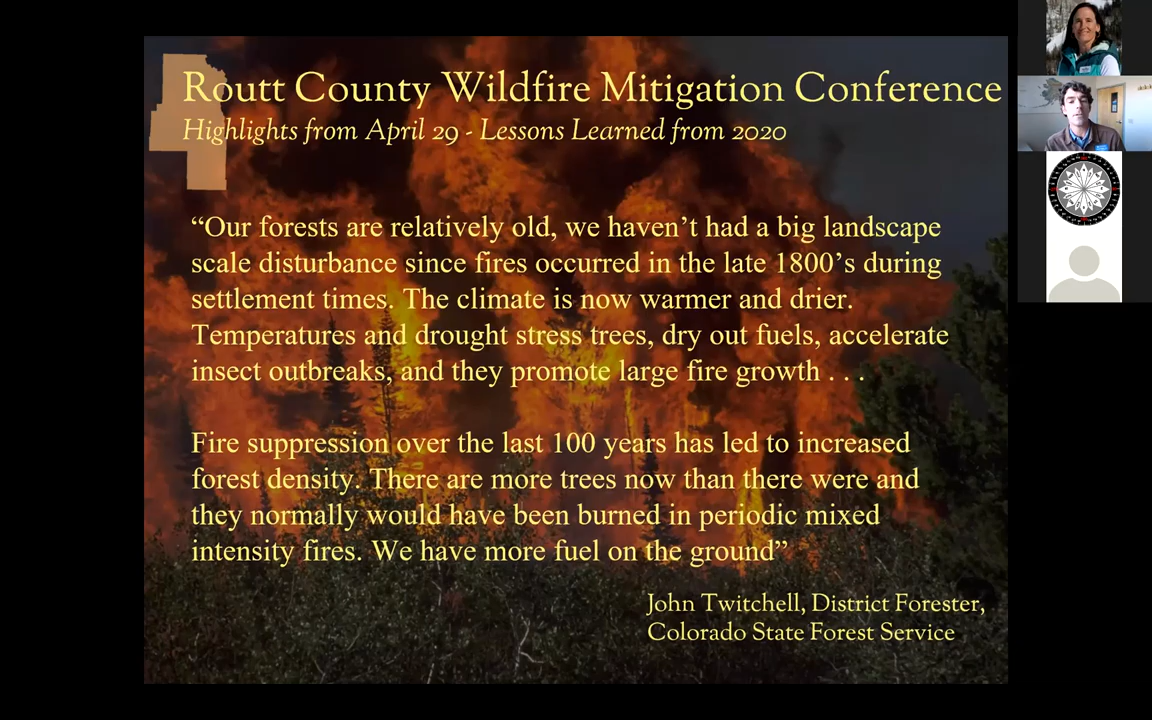 Routt County Wildfire Mitigation Conference
Highlights from April 29 - Lessons Learned from 2020
“Our forests are relatively old, we haven’t had a big landscape
scale disturbance since fires occurred in the late 1800’s during
settlement times. The climate is now warmer and drier.
Temperatures and drought stress trees, dry out fuels, accelerate
insect outbreaks, and they promote large fire growth . . .
Fire suppression over the last 100 years has led to increased
forest density. There are more trees now than there were and
they normally would have been burned in periodic mixed
intensity fires. We have more fuel on the ground”
John Twitchell, District Forester,
Colorado State Forest Service